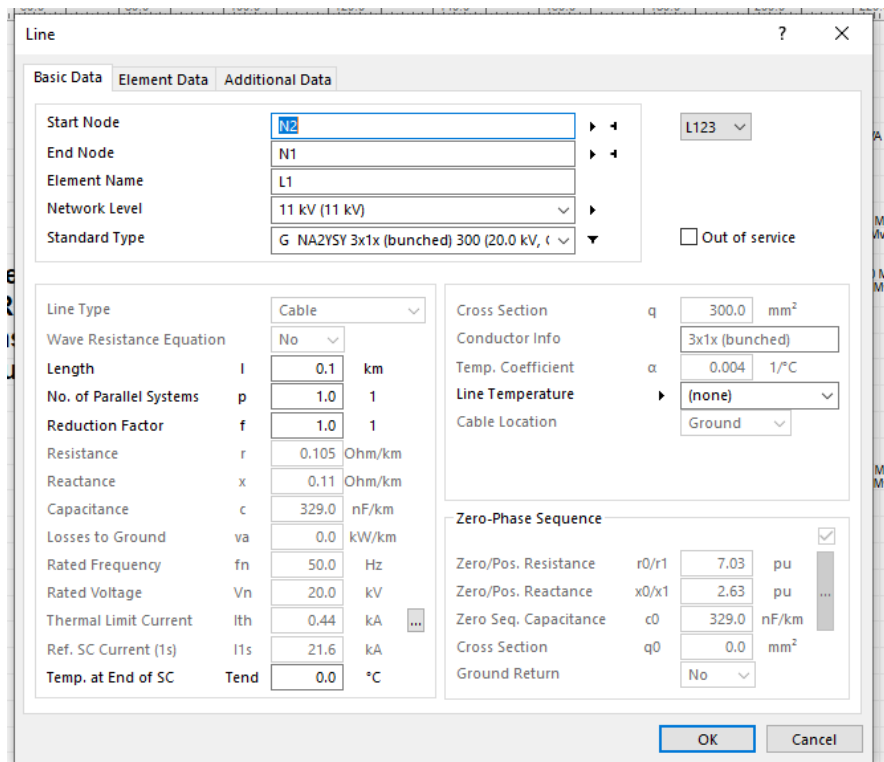 Line ? X
Basic Data Element Data Additional Data
Start Node N2 L123
End Node N1
Element Name L1
Network Level 11 kV (11 kV)
Standard Type G NA2YSY 3x1x (bunched) 300 (20.0 kV, Out of service
Line Type Cable
Wave Resistance Equation No
Length l 0.1 km
No. of Parallel Systems p 1.0 1
Reduction Factor f 1.0 1
Resistance r 0.105 Ohm/km
Reactance x 0.11 Ohm/km
Capacitance c 329.0 nF/km
Losses to Ground va 0.0 kW/km
Rated Frequency fn 50.0 Hz
Rated Voltage Vn 20.0 kV
Thermal Limit Current Ith 0.44 kA ...
Ref. SC Current (1s) I1s 21.6 kA
Temp. at End of SC Tend 0.0 °C
Cross Section q 300.0 mm²
Conductor Info 3x1x (bunched)
Temp. Coefficient α 0.004 1/°C
Line Temperature (none)
Cable Location Ground
Zero-Phase Sequence
Zero/Pos. Resistance r0/r1 7.03 pu
Zero/Pos. Reactance x0/x1 2.63 pu ...
Zero Seq. Capacitance c0 329.0 nF/km
Cross Section q0 0.0 mm²
Ground Return No
OK Cancel